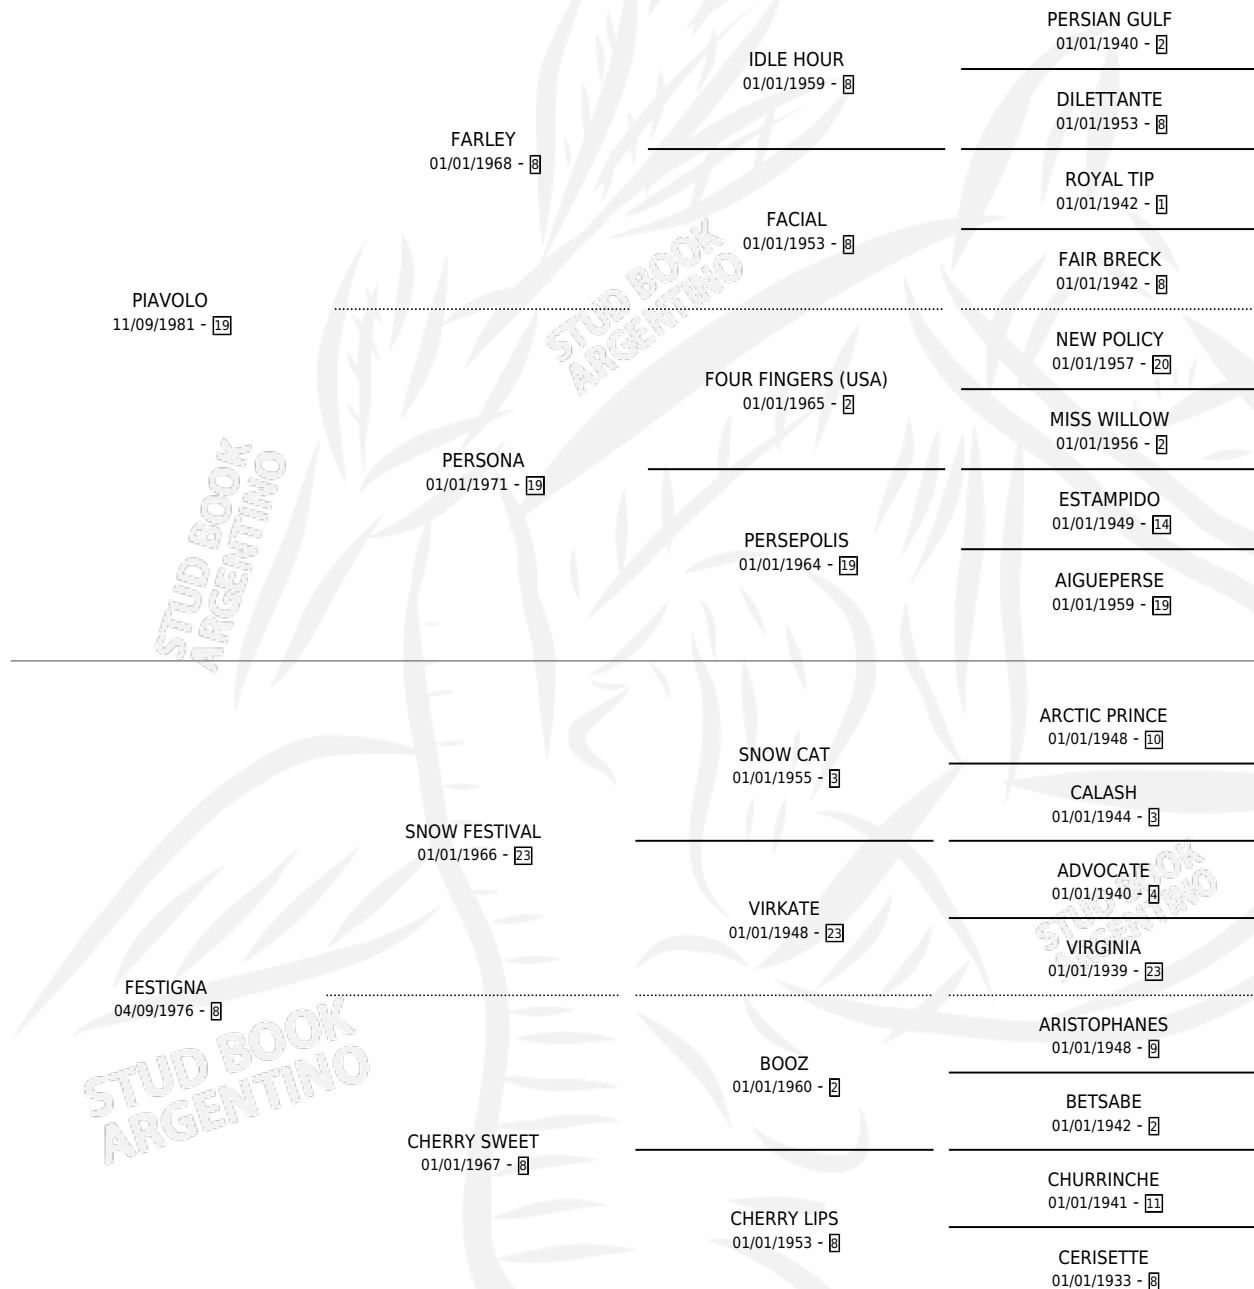 PIAVOLO
11/09/1981 - 19
FARLEY
01/01/1968 - 8
PERSONA
01/01/1971 - 19
IDLE HOUR
01/01/1959 - 8
FACIAL
01/01/1953 - 8
FOUR FINGERS (USA)
01/01/1965 - 2
PERSEPOLIS
01/01/1964 - 19
PERSIAN GULF
01/01/1940 - 2
DILETTANTE
01/01/1953 - 8
ROYAL TIP
01/01/1942 - 1
FAIR BRECK
01/01/1942 - 8
NEW POLICY
01/01/1957 - 20
MISS WILLOW
01/01/1956 - 2
ESTAMPIDO
01/01/1949 - 14
AIGUEPERSE
01/01/1959 - 19
FESTIGNA
04/09/1976 - 8
SNOW FESTIVAL
01/01/1966 - 23
CHERRY SWEET
01/01/1967 - 8
SNOW CAT
01/01/1955 - 3
VIRKATE
01/01/1948 - 23
BOOZ
01/01/1960 - 2
CHERRY LIPS
01/01/1953 - 8
ARCTIC PRINCE
01/01/1948 - 10
CALASH
01/01/1944 - 3
ADVOCATE
01/01/1940 - 4
VIRGINIA
01/01/1939 - 23
ARISTOPHANES
01/01/1948 - 9
BETSABE
01/01/1942 - 2
CHURRINCHE
01/01/1941 - 11
CERISETTE
01/01/1933 - 8
STUD BOOK
ARGENTINO
STUD BOOK
ARGENTINO
STUD BOOK
ARGENTINO
STUD BOOK
ARGENTINO